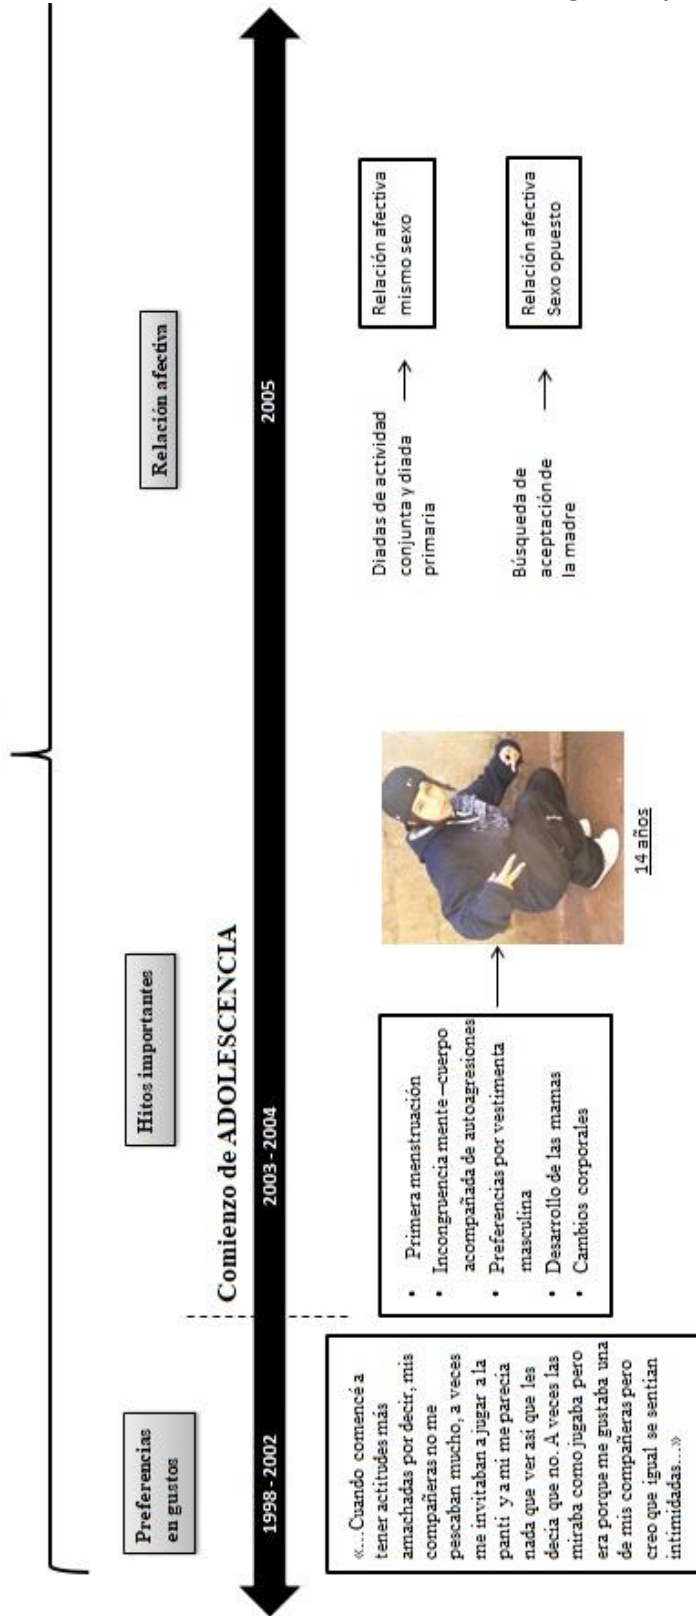 Preferencias
en gustos
Hitos importantes
Relación afectiva
Comienzo de ADOLESCENCIA
1998 - 2002
2003 - 2004
2005
«...Cuando comencé a
tener actitudes más
amachadas por decir, mis
compañeras no me
pescaban mucho, a veces
me invitaban a jugar a la
panti y a mi me parecia
nada que ver así que les
decia que no. A veces las
miraba como jugaba pero
era porque me gustaba una
de mis compañeras pero
creo que igual se sentian
intimidadas...»
• Primera menstruación
• Incongruencia mente–cuerpo
acompañada de autoagresiones
• Preferencias por vestimenta
masculina
• Desarrollo de las mamas
• Cambios corporales
14 años
Diadas de actividad
conjunta y diada
primaria
Relación afectiva
mismo sexo
Búsqueda de
aceptación de
la madre
Relación afectiva
Sexo opuesto